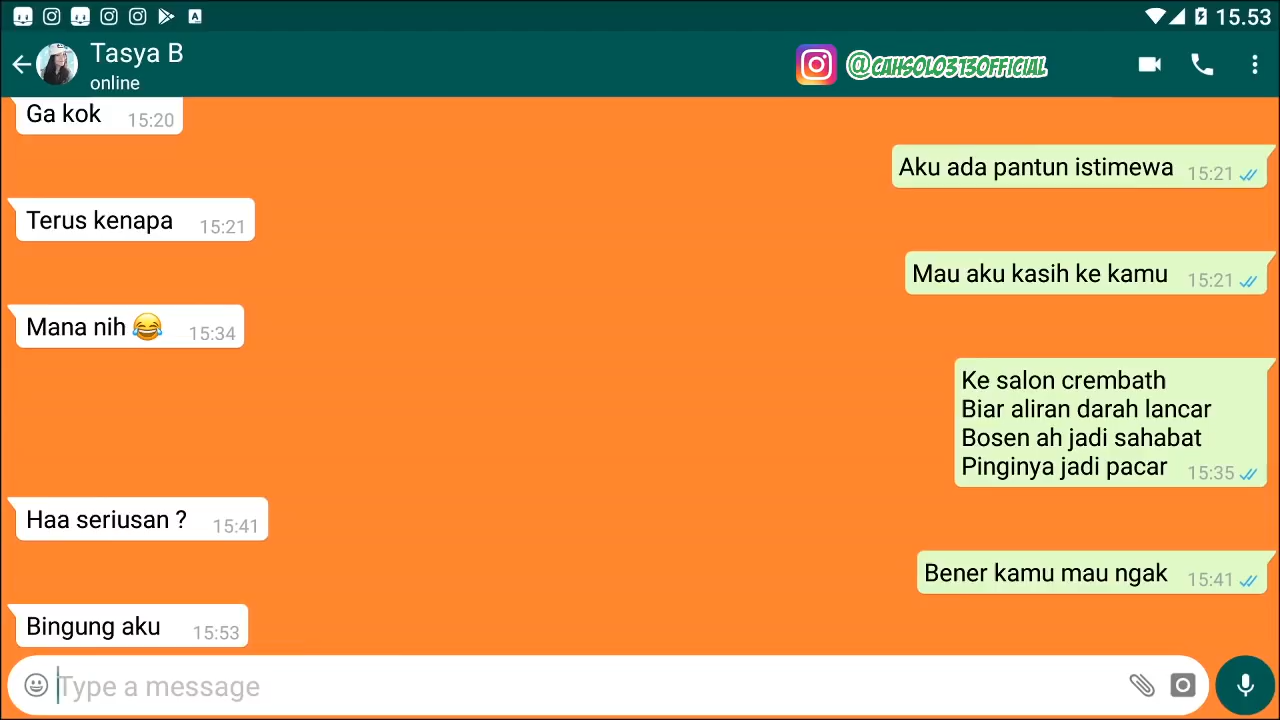 15.53
Tasya B
online
@CAHSOLO313OFFICIAL
Ga kok 15:20
Aku ada pantun istimewa 15:21
Terus kenapa 15:21
Mau aku kasih ke kamu 15:21
Mana nih 😂 15:34
Ke salon crembath
Biar aliran darah lancar
Bosen ah jadi sahabat
Pinginya jadi pacar 15:35
Haa seriusan ? 15:41
Bener kamu mau ngak 15:41
Bingung aku 15:53
Type a message